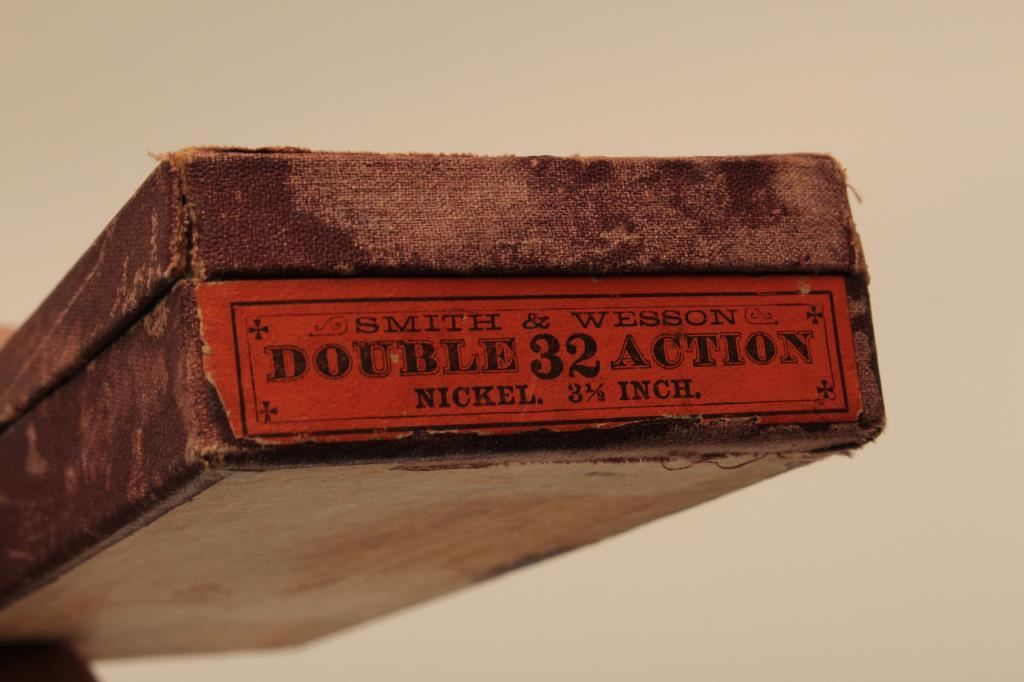 SMITH & WESSON
DOUBLE 32 ACTION
NICKEL. 3½ INCH.